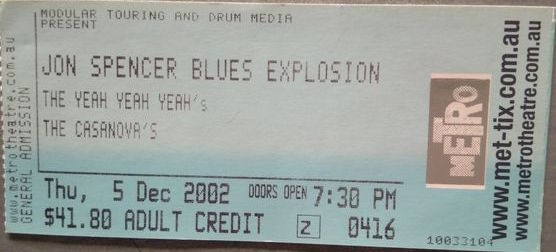 MODULAR TOURING AND DRUM MEDIA
PRESENT
JON SPENCER BLUES EXPLOSION
THE YEAH YEAH YEAH's
THE CASANOVA'S
Thu, 5 Dec 2002 DOORS OPEN 7:30 PM
$41.80 ADULT CREDIT Z 0416
10033104
www.metrotheatre.com.au
GENERAL ADMISSION
METRO
www.met-tix.com.au
www.metrotheatre.com.au